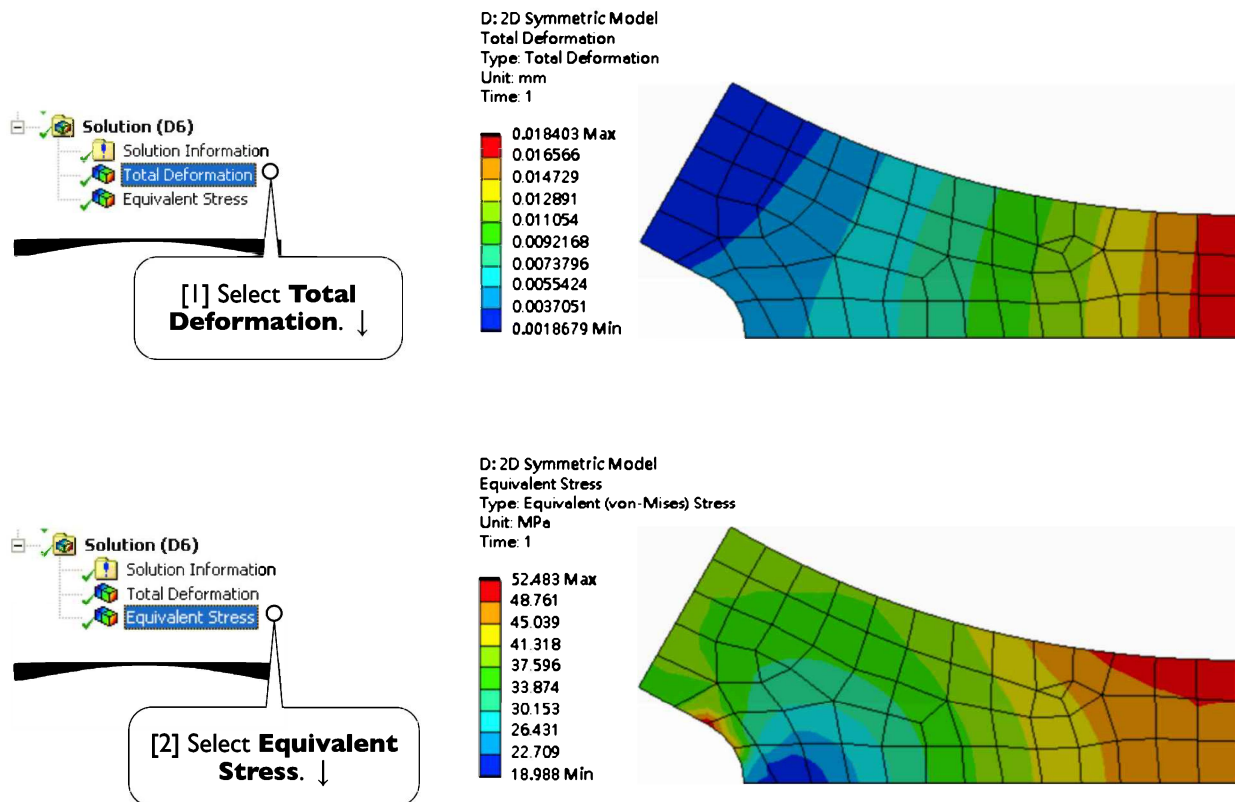 D: 2D Symmetric Model
Total Deformation
Type: Total Deformation
Unit: mm
Time: 1
Solution (D6)
Solution Information
Total Deformation
Equivalent Stress
[1] Select Total
Deformation. ↓
0.018403 Max
0.016566
0.014729
0.012891
0.011054
0.0092168
0.0073796
0.0055424
0.0037051
0.0018679 Min
D: 2D Symmetric Model
Equivalent Stress
Type: Equivalent (von-Mises) Stress
Unit: MPa
Time: 1
Solution (D6)
Solution Information
Total Deformation
Equivalent Stress
[2] Select Equivalent
Stress. ↓
52.483 Max
48.761
45.039
41.318
37.596
33.874
30.153
26.431
22.709
18.988 Min